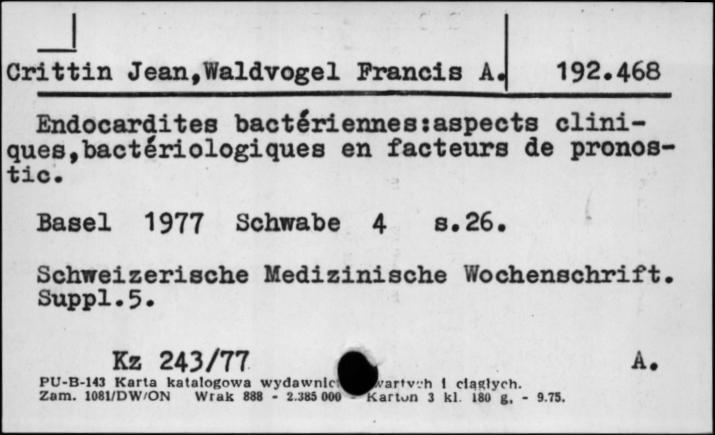 Crittin Jean,Waldvogel Francis A. 192.468
Endocardites bactériennes:aspects clini-
ques,bactériologiques en facteurs de pronos-
tic.
Basel 1977 Schwabe 4 s.26.
Schweizerische Medizinische Wochenschrift.
Suppl.5.
Kz 243/77 A.
PU-B-143 Karta katalogowa wydawnic i ciągłych.
Zam. 1081/DW/ON Wrak 888 - 2.385 000 - Karton 3 kl. 180 g. - 9.75.